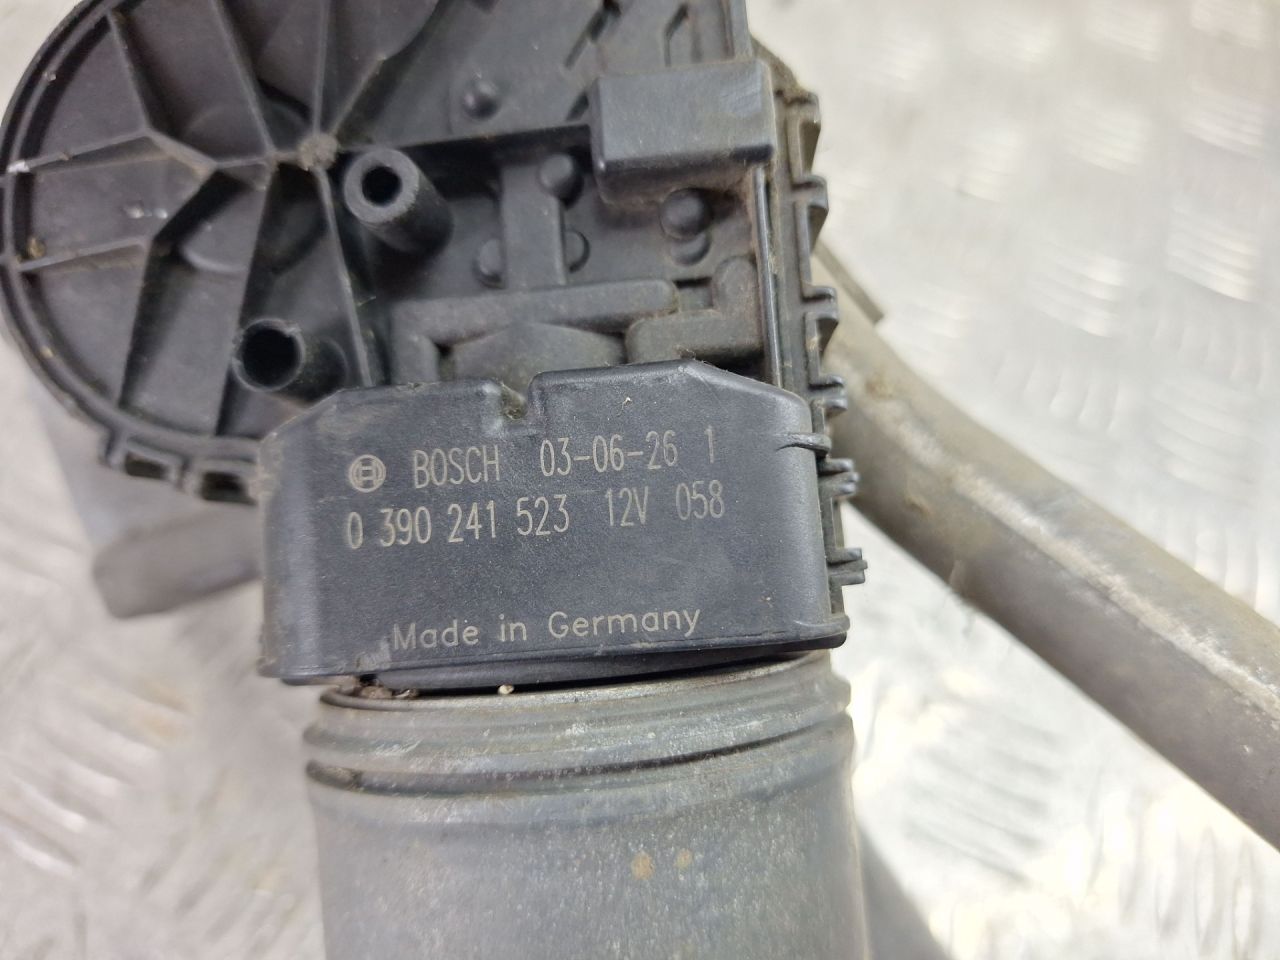 BOSCH 03-06-26 1
0 390 241 523 12V 058
Made in Germany